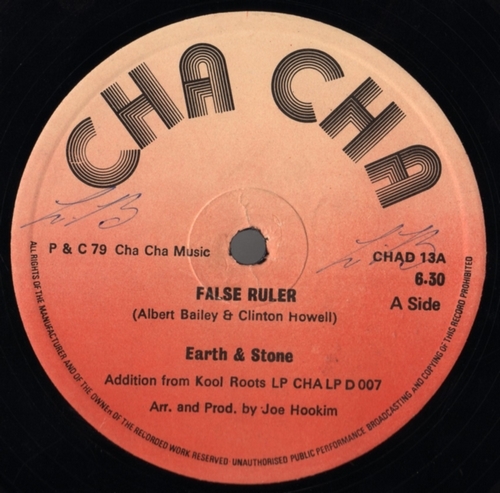 CHA CHA
P & C 79 Cha Cha Music
CHAD 13A
6.30
A Side
FALSE RULER
(Albert Bailey & Clinton Howell)
Earth & Stone
Addition from Kool Roots LP CHA LP D 007
Arr. and Prod. by Joe Hookim
ALL RIGHTS OF THE MANUFACTURER AND OF THE OWNEn OF THE RECORDED WORK RESERVED UNAUTHORISED PUBLIC PERFORMANCE BROADCASTING AND COPYING OF THIS RECORD PROHIBITED